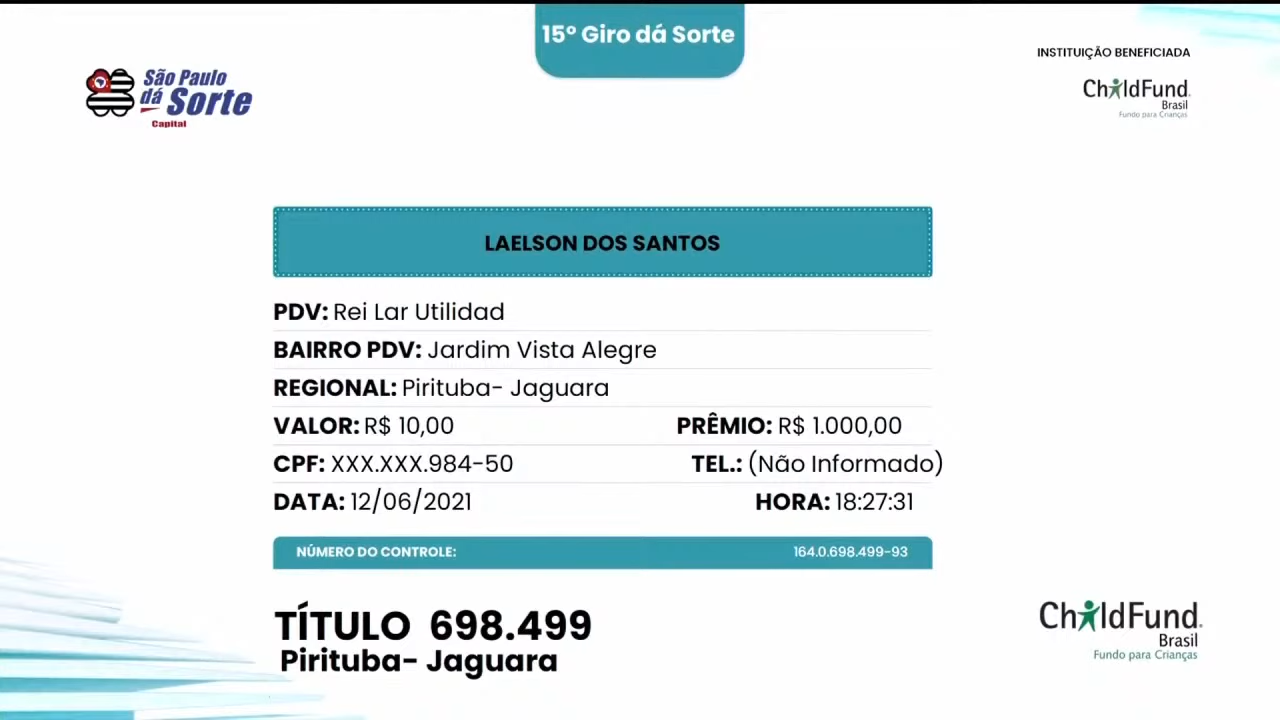 15º Giro dá Sorte
INSTITUIÇÃO BENEFICIADA
São Paulo
dá Sorte
Capital
ChildFund
Brasil
Fundo para Crianças
LAELSON DOS SANTOS
PDV: Rei Lar Utilidad
BAIRRO PDV: Jardim Vista Alegre
REGIONAL: Pirituba- Jaguara
VALOR: R$ 10,00 PRÊMIO: R$ 1.000,00
CPF: XXX.XXX.984-50 TEL.: (Não Informado)
DATA: 12/06/2021 HORA: 18:27:31
NÚMERO DO CONTROLE: 164.0.698.499-93
TÍTULO 698.499
Pirituba- Jaguara
ChildFund
Brasil
Fundo para Crianças